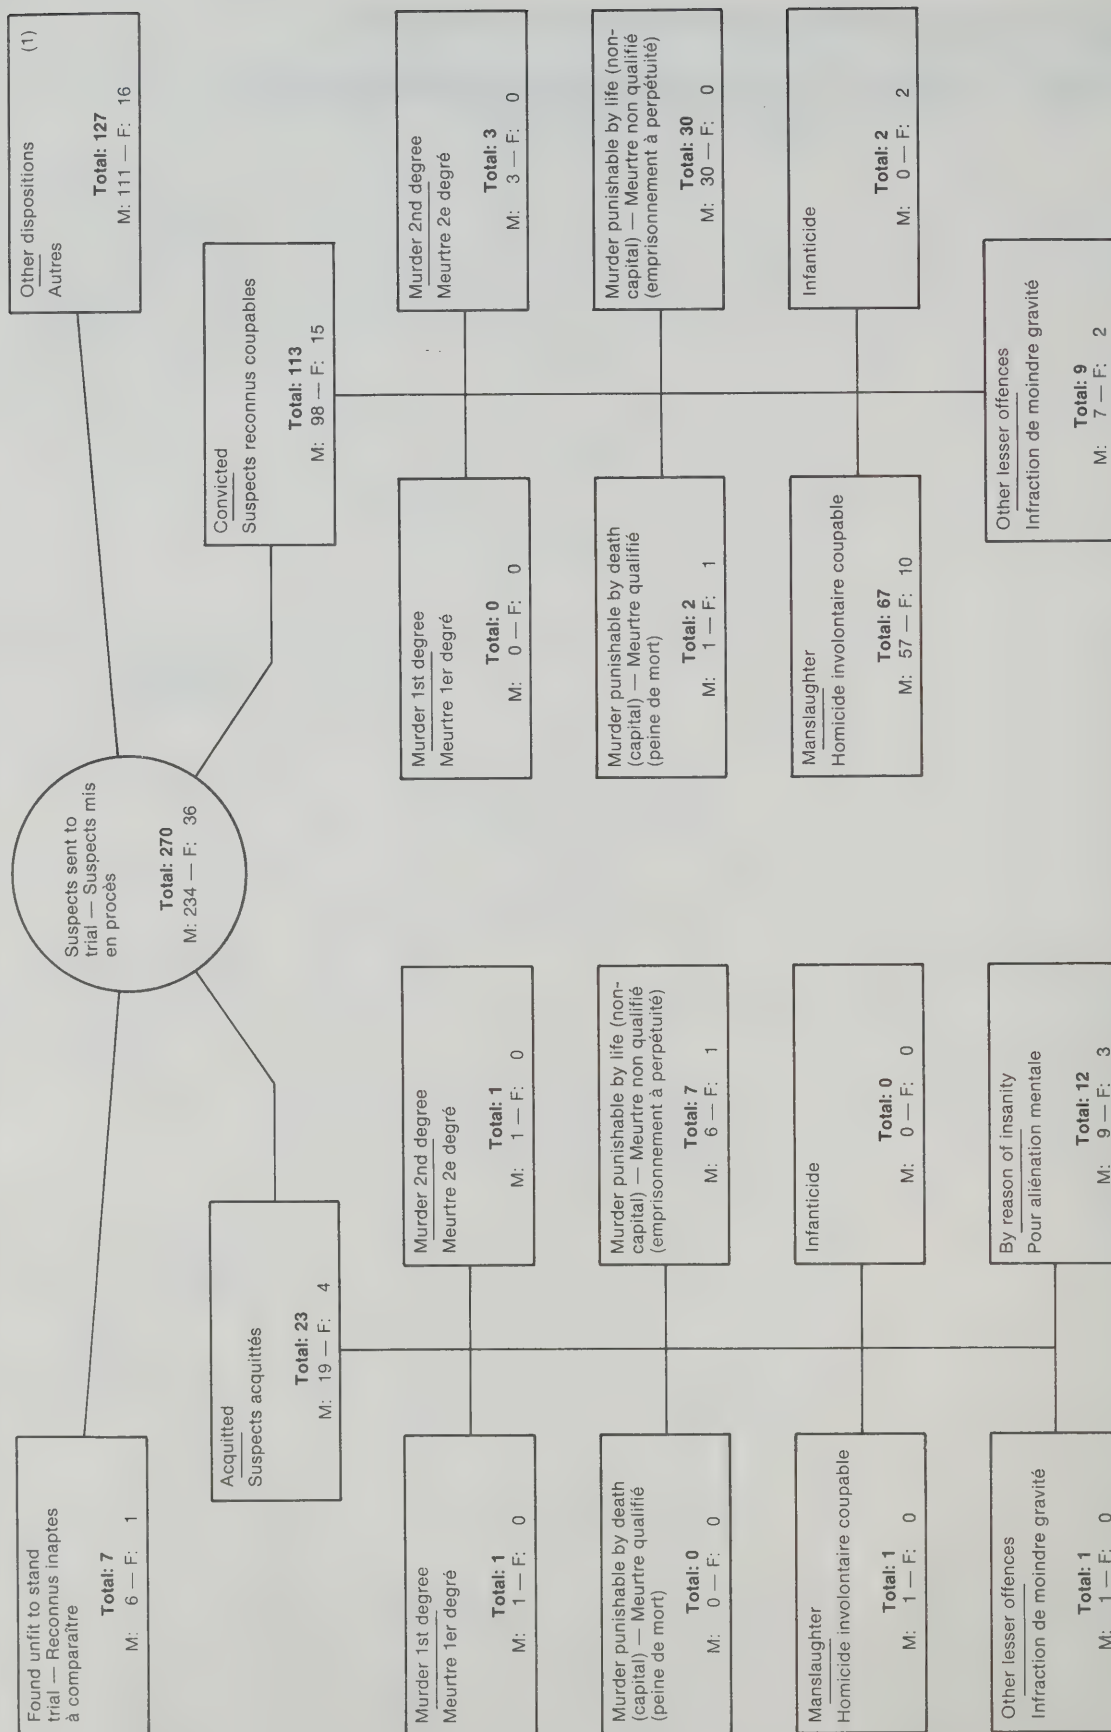 Suspects sent to
trial — Suspects mis
en procès
Total: 270
M: 234 — F: 36
Found unfit to stand
trial — Reconnus inaptes
à comparaître
Total: 7
M: 6 — F: 1
Acquitted
Suspects acquittés
Total: 23
M: 19 — F: 4
Convicted
Suspects reconnus coupables
Total: 113
M: 98 — F: 15
Other dispositions (1)
Autres
Total: 127
M: 111 — F: 16
Murder 1st degree
Meurtre 1er degré
Total: 1
M: 1 — F: 0
Murder 2nd degree
Meurtre 2e degré
Total: 1
M: 1 — F: 0
Murder punishable by death
(capital) — Meurtre qualifié
(peine de mort)
Total: 0
M: 0 — F: 0
Murder punishable by life (non-
capital) — Meurtre non qualifié
(emprisonnement à perpétuité)
Total: 7
M: 6 — F: 1
Manslaughter
Homicide involontaire coupable
Total: 1
M: 1 — F: 0
Infanticide
Total: 0
M: 0 — F: 0
Other lesser offences
Infraction de moindre gravité
Total: 1
M: 1 — F: 0
By reason of insanity
Pour aliénation mentale
Total: 12
M: 9 — F: 3
Murder 1st degree
Meurtre 1er degré
Total: 0
M: 0 — F: 0
Murder 2nd degree
Meurtre 2e degré
Total: 3
M: 3 — F: 0
Murder punishable by death
(capital) — Meurtre qualifié
(peine de mort)
Total: 2
M: 1 — F: 1
Murder punishable by life (non-
capital) — Meurtre non qualifié
(emprisonnement à perpétuité)
Total: 30
M: 30 — F: 0
Manslaughter
Homicide involontaire coupable
Total: 67
M: 57 — F: 10
Infanticide
Total: 2
M: 0 — F: 2
Other lesser offences
Infraction de moindre gravité
Total: 9
M: 7 — F: 2